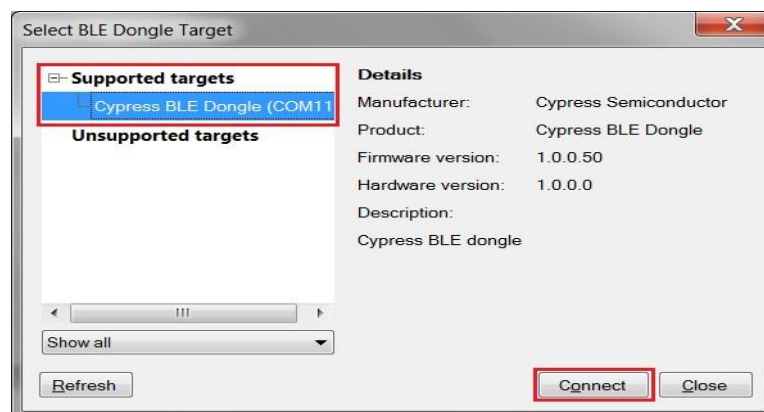 Select BLE Dongle Target
Supported targets
Cypress BLE Dongle (COM11
Unsupported targets
Details
Manufacturer: Cypress Semiconductor
Product: Cypress BLE Dongle
Firmware version: 1.0.0.50
Hardware version: 1.0.0.0
Description:
Cypress BLE dongle
Show all
Refresh
Connect
Close